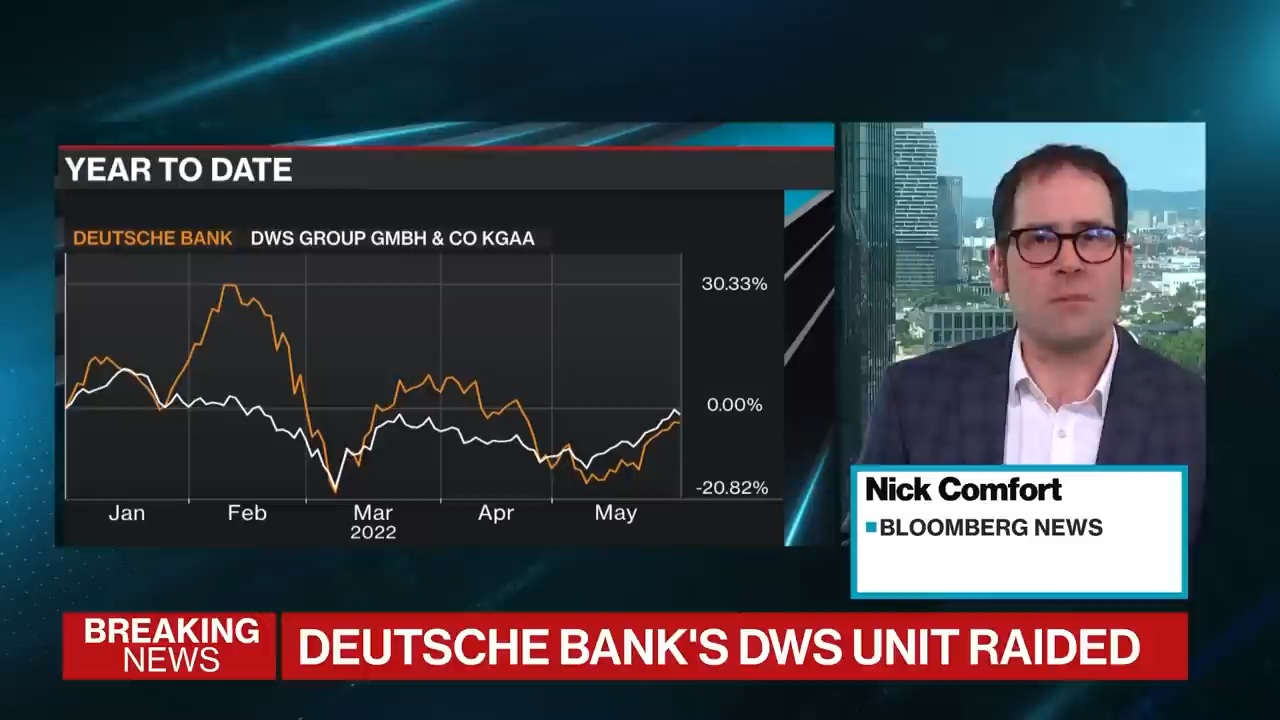 YEAR TO DATE
DEUTSCHE BANK DWS GROUP GMBH & CO KGAA
30.33%
0.00%
-20.82%
Jan Feb Mar Apr May
2022
Nick Comfort
BLOOMBERG NEWS
BREAKING
NEWS
DEUTSCHE BANK'S DWS UNIT RAIDED